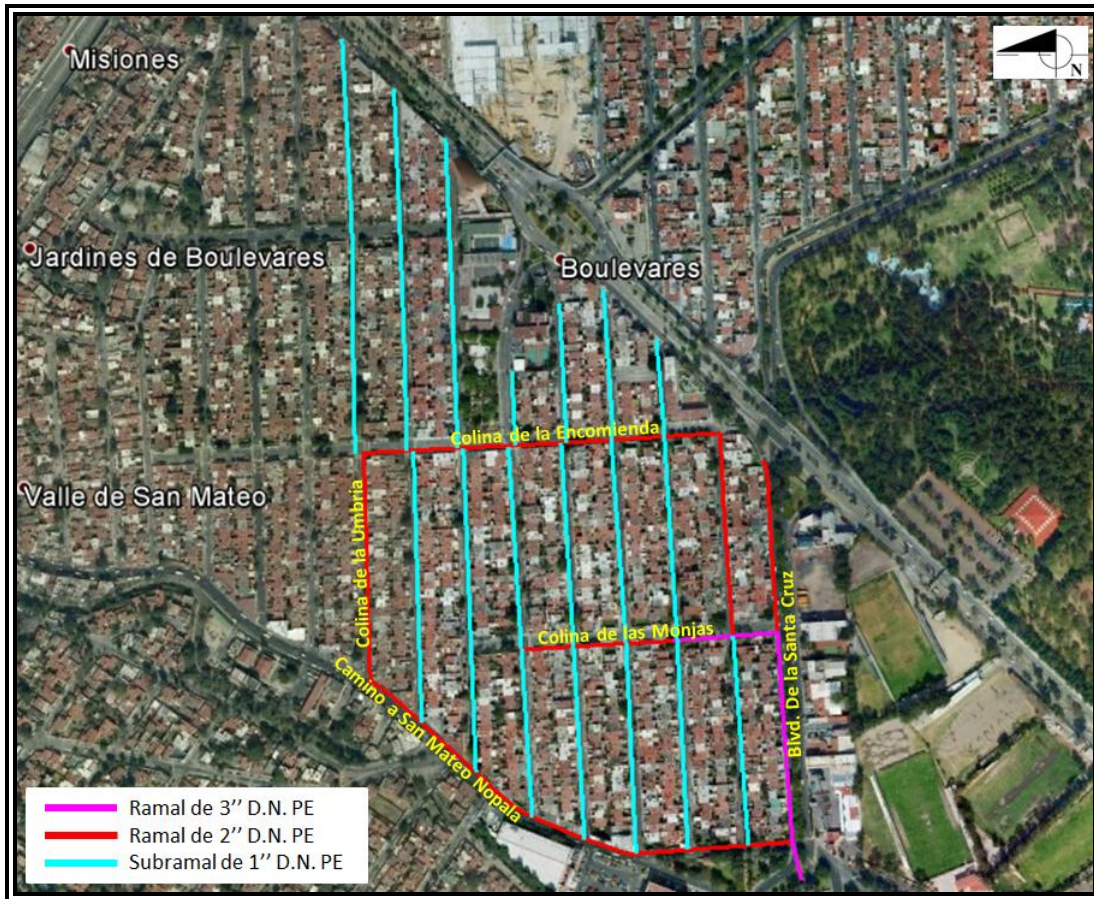 Misiones
N
Jardines de Boulevares
Boulevares
Colina de la Encomienda
Valle de San Mateo
Colina de la Umbria
Colina de las Monjas
Blvd. De la Santa Cruz
Camino a San Mateo Nopala
Ramal de 3’’ D.N. PE
Ramal de 2’’ D.N. PE
Subramal de 1’’ D.N. PE